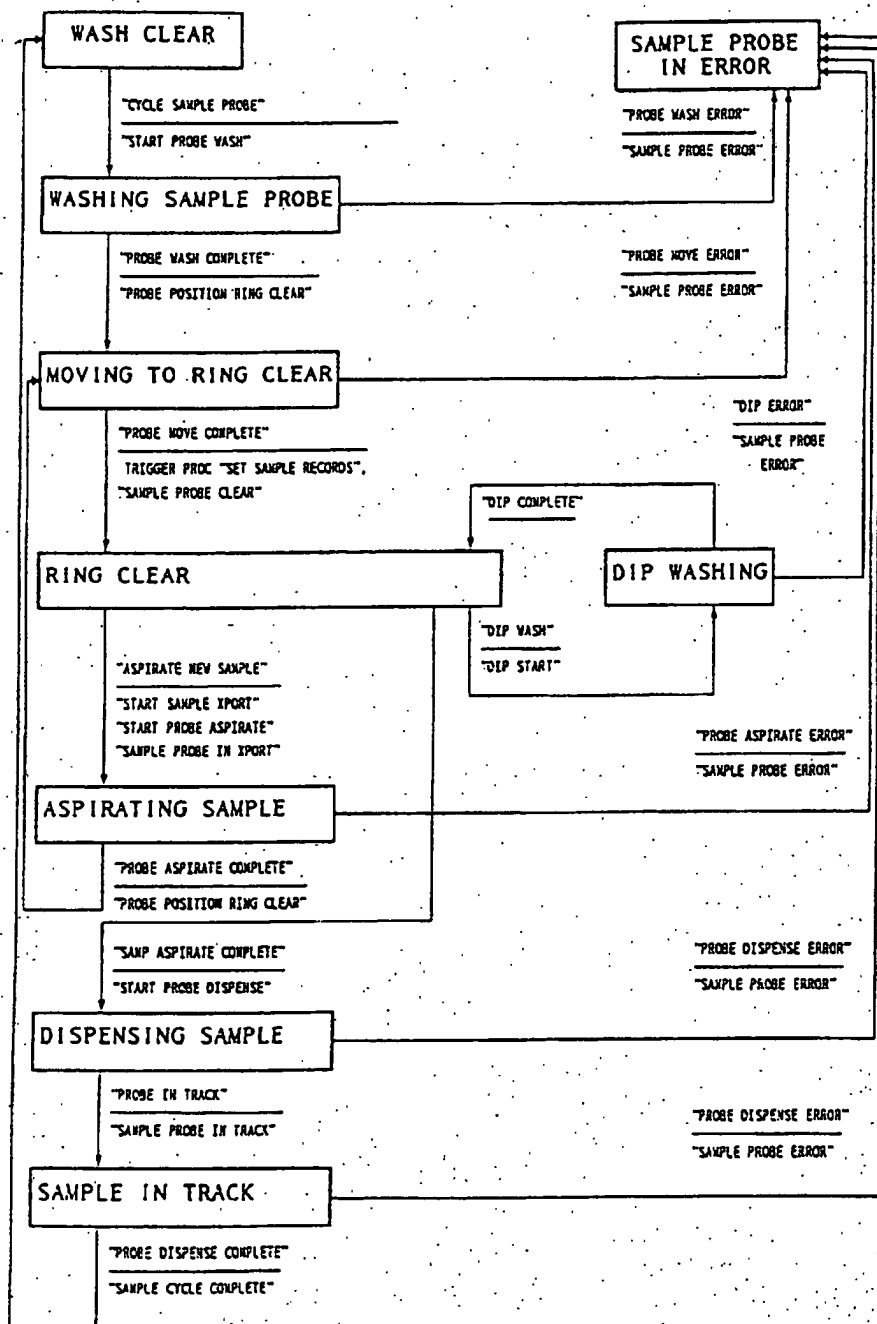 WASH CLEAR
SAMPLE PROBE
IN ERROR
"CYCLE SAMPLE PROBE"
"START PROBE WASH"
"PROBE WASH ERROR"
"SAMPLE PROBE ERROR"
WASHING SAMPLE PROBE
"PROBE WASH COMPLETE"
"PROBE POSITION RING CLEAR"
"PROBE MOVE ERROR"
"SAMPLE PROBE ERROR"
MOVING TO RING CLEAR
"PROBE MOVE COMPLETE"
TRIGGER PROC "SET SAMPLE RECORDS",
"SAMPLE PROBE CLEAR"
"DIP ERROR"
"SAMPLE PROBE
ERROR"
"DIP COMPLETE"
RING CLEAR
DIP WASHING
"DIP WASH"
"DIP START"
"ASPIRATE NEW SAMPLE"
"START SAMPLE XPORT"
"START PROBE ASPIRATE"
"SAMPLE PROBE IN XPORT"
"PROBE ASPIRATE ERROR"
"SAMPLE PROBE ERROR"
ASPIRATING SAMPLE
"PROBE ASPIRATE COMPLETE"
"PROBE POSITION RING CLEAR"
"SAMP ASPIRATE COMPLETE"
"START PROBE DISPENSE"
"PROBE DISPENSE ERROR"
"SAMPLE PROBE ERROR"
DISPENSING SAMPLE
"PROBE IN TRACK"
"SAMPLE PROBE IN TRACK"
"PROBE DISPENSE ERROR"
"SAMPLE PROBE ERROR"
SAMPLE IN TRACK
"PROBE DISPENSE COMPLETE"
"SAMPLE CYCLE COMPLETE"